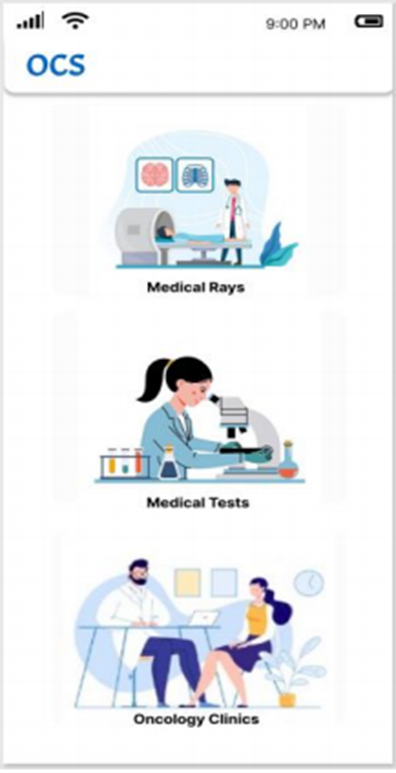 9:00 PM
OCS
Medical Rays
Medical Tests
Oncology Clinics